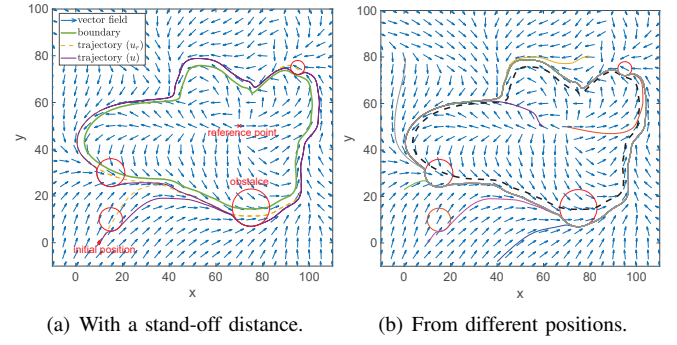 vector field
boundary
trajectory (u_r)
trajectory (u)
100
80
60
40
20
0
y
0
20
40
60
80
100
x
reference point
obstalce
initial position
100
80
60
40
20
0
y
0
20
40
60
80
100
x
(a) With a stand-off distance.
(b) From different positions.